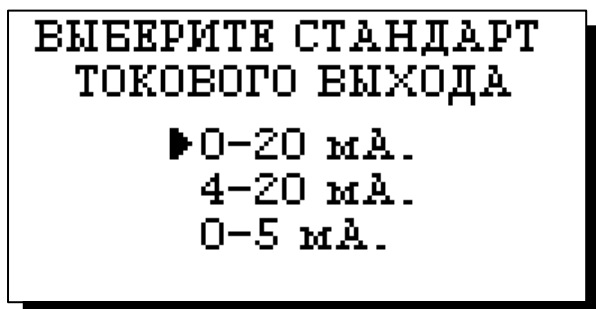 ВЫБЕРИТЕ СТАНДАРТ
ТОКОВОГО ВЫХОДА
▶0-20 мА.
4-20 мА.
0-5 мА.